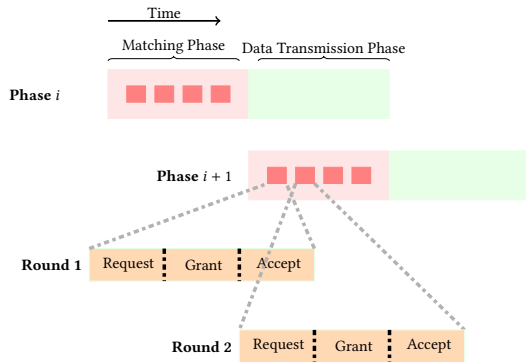 Time
Matching Phase
Data Transmission Phase
Phase i
Phase i + 1
Round 1
Request
Grant
Accept
Round 2
Request
Grant
Accept